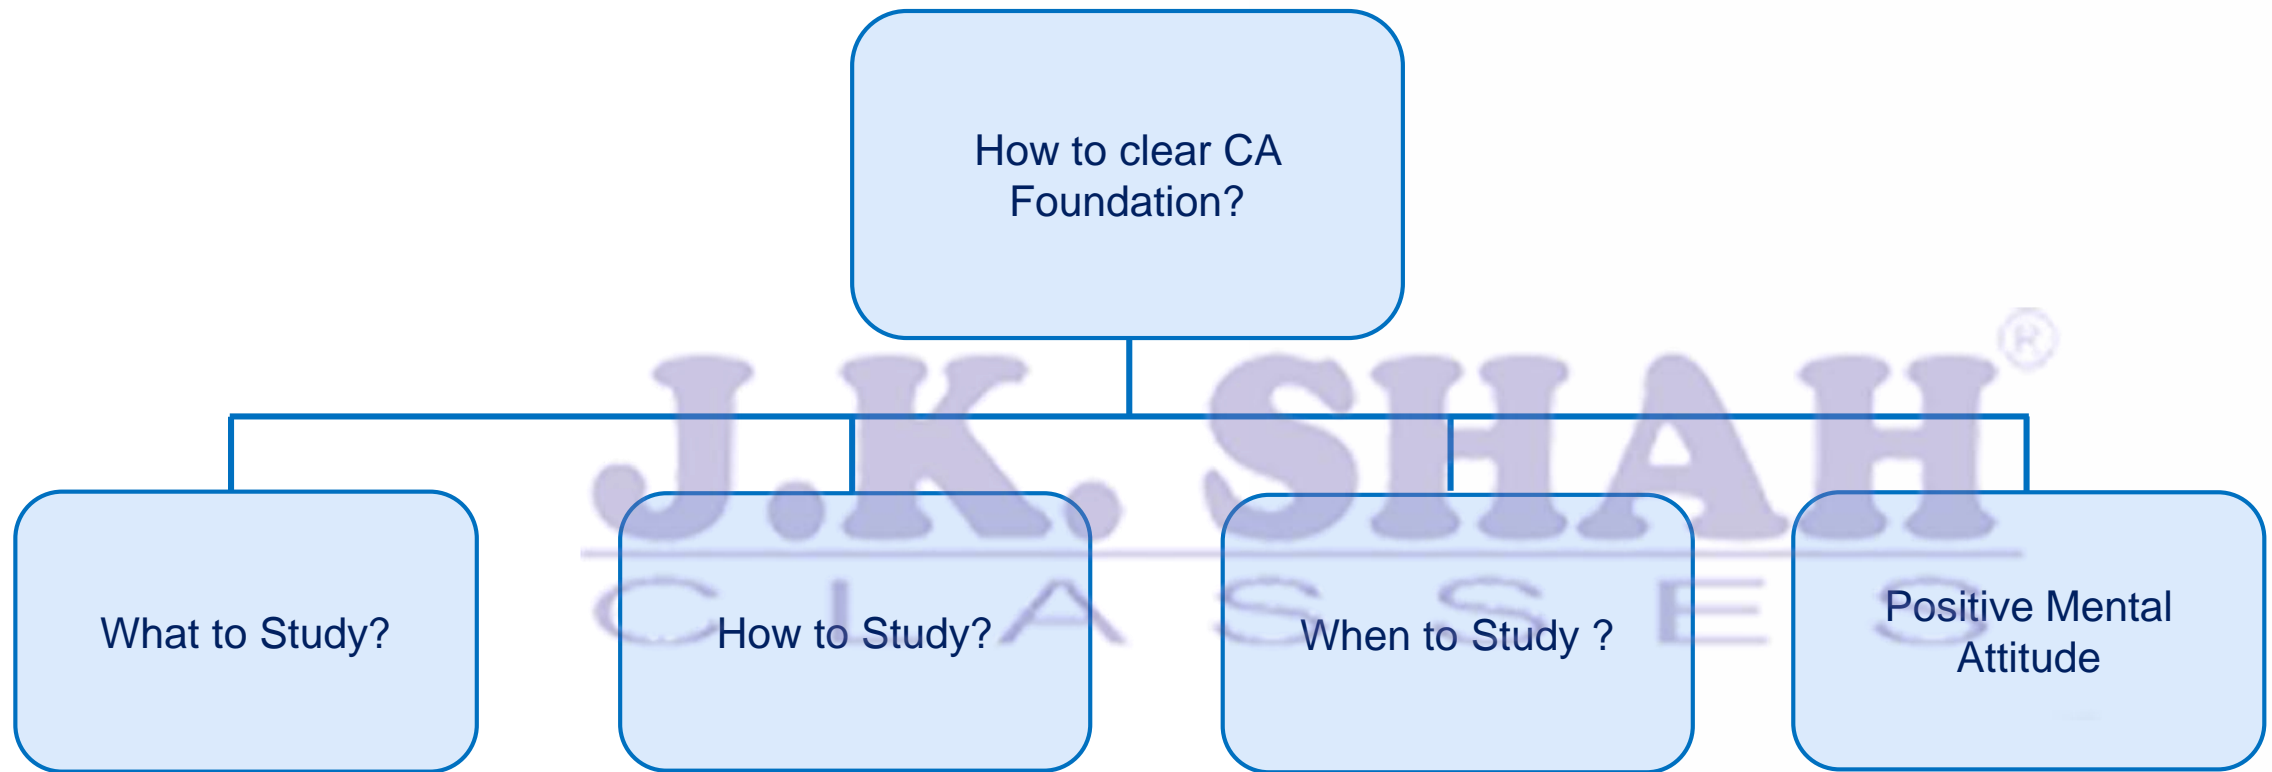 How to clear CA
Foundation?
J.K. SHAH®
CLASSES
What to Study?
How to Study?
When to Study ?
Positive Mental
Attitude